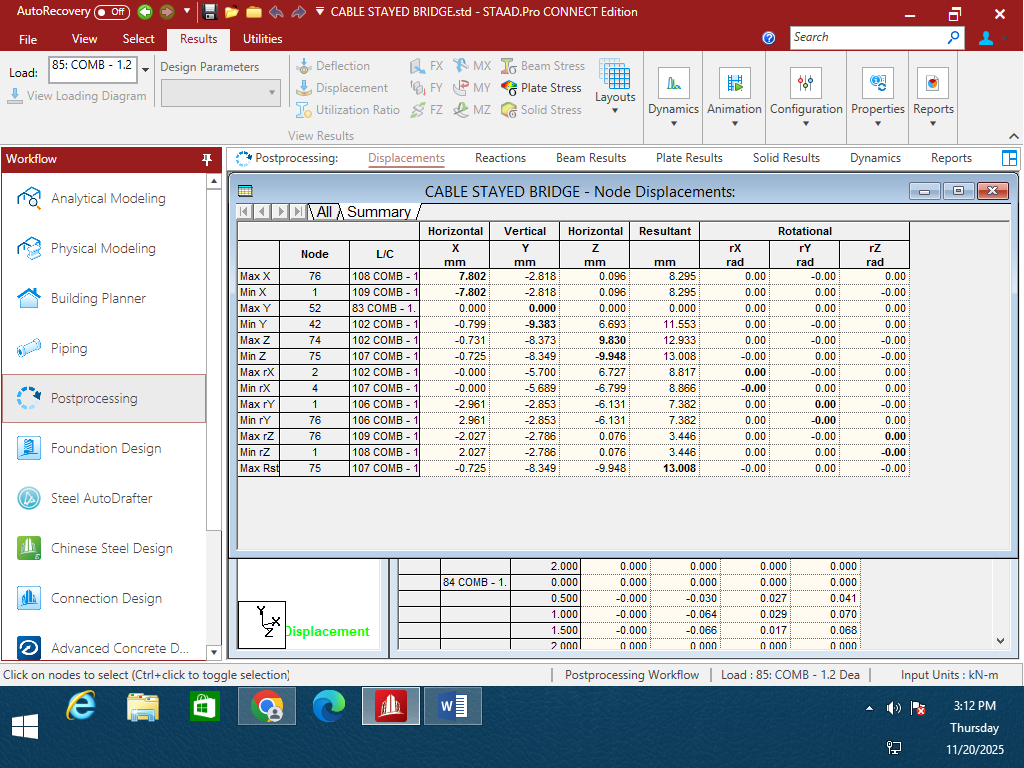 AutoRecovery Off CABLE STAYED BRIDGE.std - STAAD.Pro CONNECT Edition
File View Select Results Utilities Search
Load: 85: COMB - 1.2 Design Parameters
View Loading Diagram
Deflection FX MX Beam Stress
Displacement FY MY Plate Stress
Utilization Ratio FZ MZ Solid Stress
View Results
Layouts Dynamics Animation Configuration Properties Reports
Workflow
Analytical Modeling
Physical Modeling
Building Planner
Piping
Postprocessing
Foundation Design
Steel AutoDrafter
Chinese Steel Design
Connection Design
Advanced Concrete D...
Postprocessing: Displacements Reactions Beam Results Plate Results Solid Results Dynamics Reports
CABLE STAYED BRIDGE - Node Displacements:
All Summary
Horizontal Vertical Horizontal Resultant Rotational
Node L/C X mm Y mm Z mm mm rX rad rY rad rZ rad
Max X 76 108 COMB - 1 7.802 -2.818 0.096 8.295 0.00 -0.00 0.00
Min X 1 109 COMB - 1 -7.802 -2.818 0.096 8.295 0.00 0.00 -0.00
Max Y 52 83 COMB - 1. 0.000 0.000 0.000 0.000 0.00 0.00 0.00
Min Y 42 102 COMB - 1 -0.799 -9.383 6.693 11.553 0.00 -0.00 -0.00
Max Z 74 102 COMB - 1 -0.731 -8.373 9.830 12.933 0.00 -0.00 -0.00
Min Z 75 107 COMB - 1 -0.725 -8.349 -9.948 13.008 -0.00 0.00 -0.00
Max rX 2 102 COMB - 1 -0.000 -5.700 6.727 8.817 0.00 -0.00 0.00
Min rX 4 107 COMB - 1 -0.000 -5.689 -6.799 8.866 -0.00 0.00 0.00
Max rY 1 106 COMB - 1 -2.961 -2.853 -6.131 7.382 0.00 0.00 -0.00
Min rY 76 106 COMB - 1 2.961 -2.853 -6.131 7.382 0.00 -0.00 0.00
Max rZ 76 109 COMB - 1 -2.027 -2.786 0.076 3.446 0.00 -0.00 0.00
Min rZ 1 108 COMB - 1 2.027 -2.786 0.076 3.446 0.00 0.00 -0.00
Max Rst 75 107 COMB - 1 -0.725 -8.349 -9.948 13.008 -0.00 0.00 -0.00
2.000 0.000 0.000 0.000 0.000
84 COMB - 1. 0.000 0.000 0.000 0.000 0.000
0.500 -0.000 -0.030 0.027 0.041
1.000 -0.000 -0.064 0.029 0.070
1.500 -0.000 -0.066 0.017 0.068
2.000 0.000 0.000 0.000 0.000
Y
X
Z
Displacement
Click on nodes to select (Ctrl+click to toggle selection) Postprocessing Workflow Load : 85: COMB - 1.2 Dea Input Units : kN-m
3:12 PM
Thursday
11/20/2025